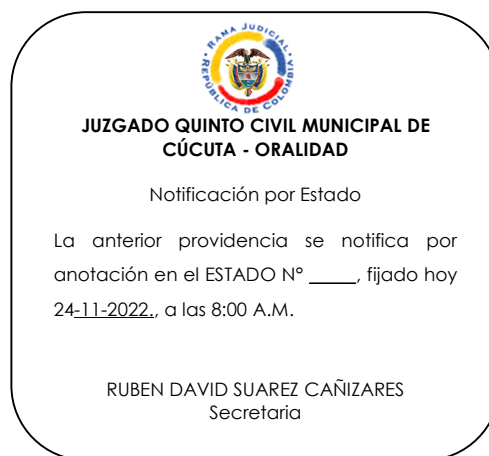 RAMA JUDICIAL
REPÚBLICA DE COLOMBIA
JUZGADO QUINTO CIVIL MUNICIPAL DE
CÚCUTA - ORALIDAD
Notificación por Estado
La anterior providencia se notifica por
anotación en el ESTADO N° _____, fijado hoy
24-11-2022., a las 8:00 A.M.
RUBEN DAVID SUAREZ CAÑIZARES
Secretaria